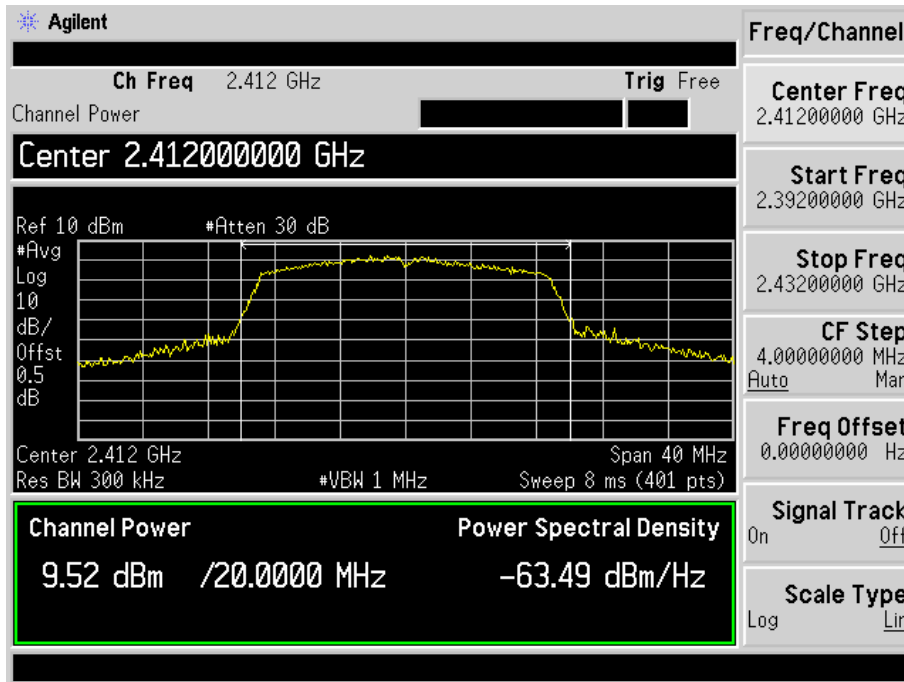 Agilent
Freq/Channel
Ch Freq 2.412 GHz Trig Free
Channel Power
Center 2.412000000 GHz
Ref 10 dBm #Atten 30 dB
#Avg
Log
10
dB/
Offst
0.5
dB
Center 2.412 GHz Span 40 MHz
Res BW 300 kHz #VBW 1 MHz Sweep 8 ms (401 pts)
Channel Power Power Spectral Density
9.52 dBm /20.0000 MHz -63.49 dBm/Hz
Center Freq
2.41200000 GHz
Start Freq
2.39200000 GHz
Stop Freq
2.43200000 GHz
CF Step
4.00000000 MHz
Auto Man
Freq Offset
0.00000000 Hz
Signal Track
On Off
Scale Type
Log Lin